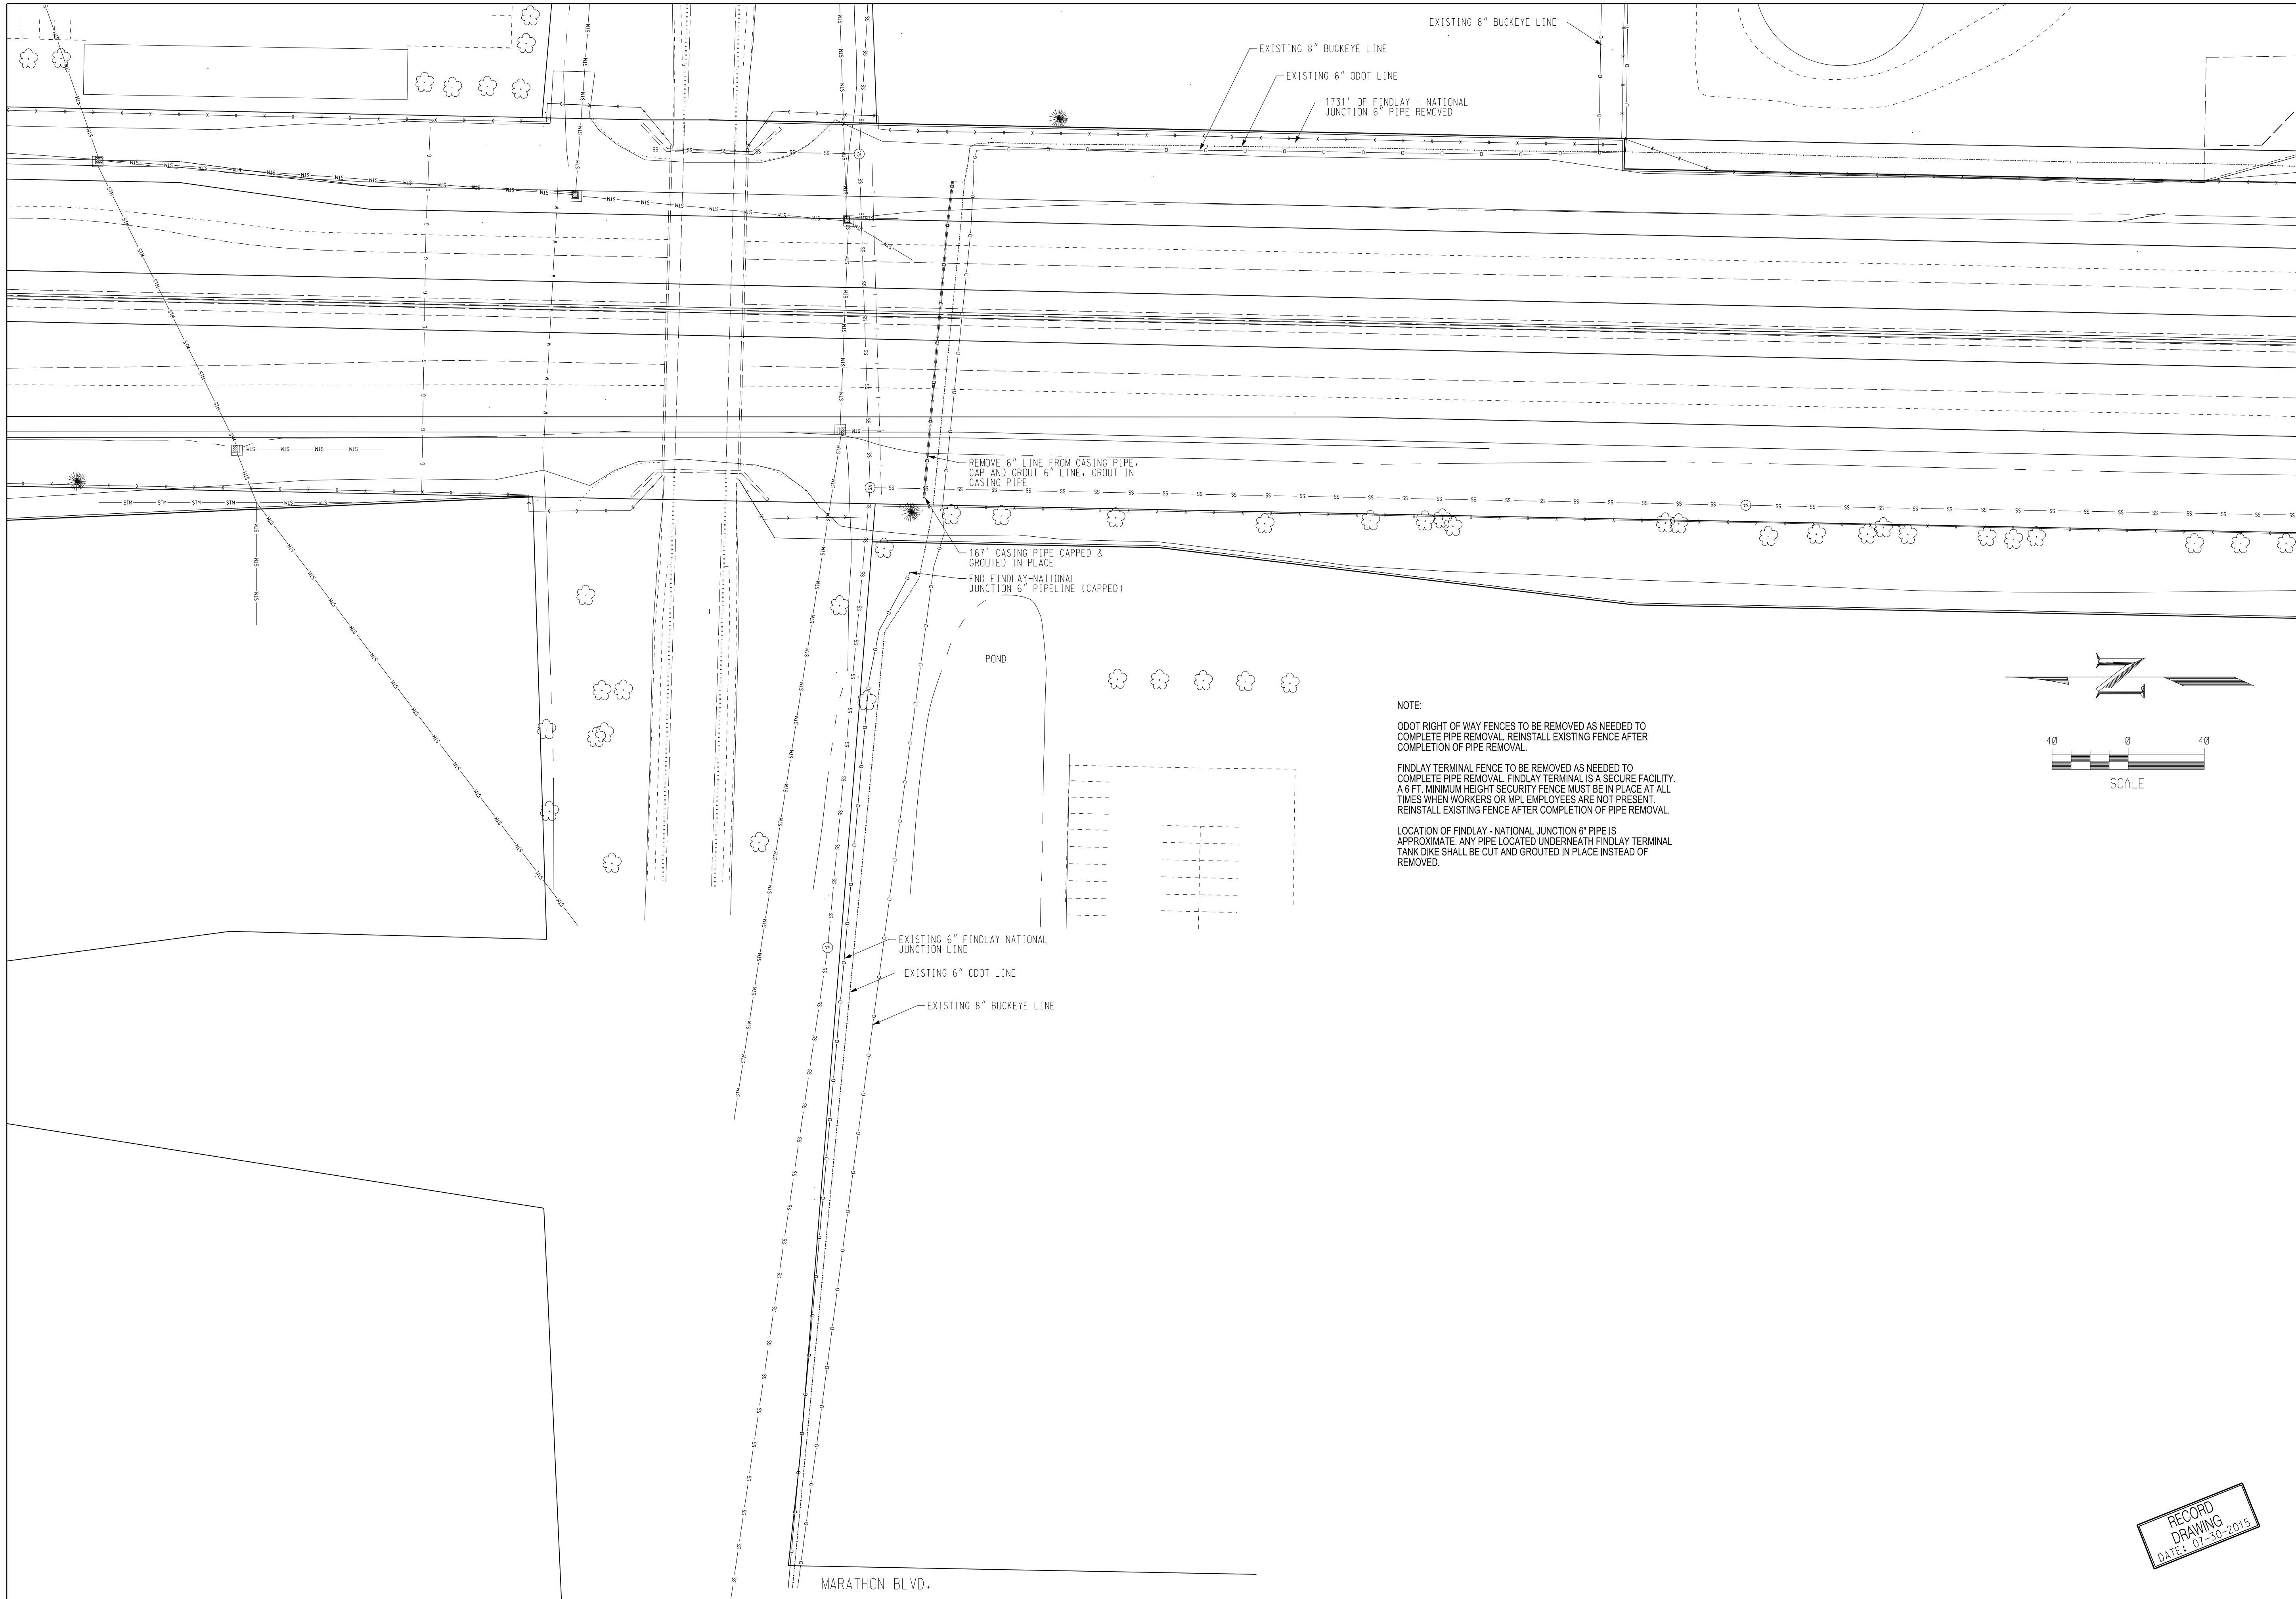 EXISTING 8" BUCKEYE LINE
EXISTING 8" BUCKEYE LINE
EXISTING 6" ODOT LINE
1731' OF FINDLAY - NATIONAL
JUNCTION 6" PIPE REMOVED
REMOVE 6" LINE FROM CASING PIPE,
CAP AND GROUT 6" LINE, GROUT IN
CASING PIPE
167' CASING PIPE CAPPED &
GROUTED IN PLACE
END FINDLAY-NATIONAL
JUNCTION 6" PIPELINE (CAPPED)
POND
NOTE:
ODOT RIGHT OF WAY FENCES TO BE REMOVED AS NEEDED TO
COMPLETE PIPE REMOVAL. REINSTALL EXISTING FENCE AFTER
COMPLETION OF PIPE REMOVAL.
FINDLAY TERMINAL FENCE TO BE REMOVED AS NEEDED TO
COMPLETE PIPE REMOVAL. FINDLAY TERMINAL IS A SECURE FACILITY.
A 6 FT. MINIMUM HEIGHT SECURITY FENCE MUST BE IN PLACE AT ALL
TIMES WHEN WORKERS OR MPL EMPLOYEES ARE NOT PRESENT.
REINSTALL EXISTING FENCE AFTER COMPLETION OF PIPE REMOVAL.
LOCATION OF FINDLAY - NATIONAL JUNCTION 6" PIPE IS
APPROXIMATE. ANY PIPE LOCATED UNDERNEATH FINDLAY TERMINAL
TANK DIKE SHALL BE CUT AND GROUTED IN PLACE INSTEAD OF
REMOVED.
N
40 0 40
SCALE
EXISTING 6" FINDLAY NATIONAL
JUNCTION LINE
EXISTING 6" ODOT LINE
EXISTING 8" BUCKEYE LINE
RECORD
DRAWING
DATE: 07-30-2015
MARATHON BLVD.